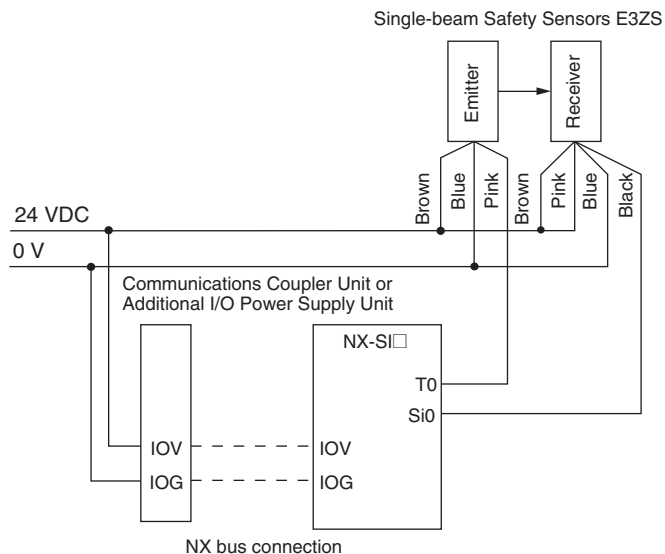 Single-beam Safety Sensors E3ZS
Emitter
Receiver
Brown
Blue
Pink
Brown
Pink
Blue
Black
24 VDC
0 V
Communications Coupler Unit or
Additional I/O Power Supply Unit
NX-SI□
T0
Si0
IOV
IOV
IOG
IOG
NX bus connection